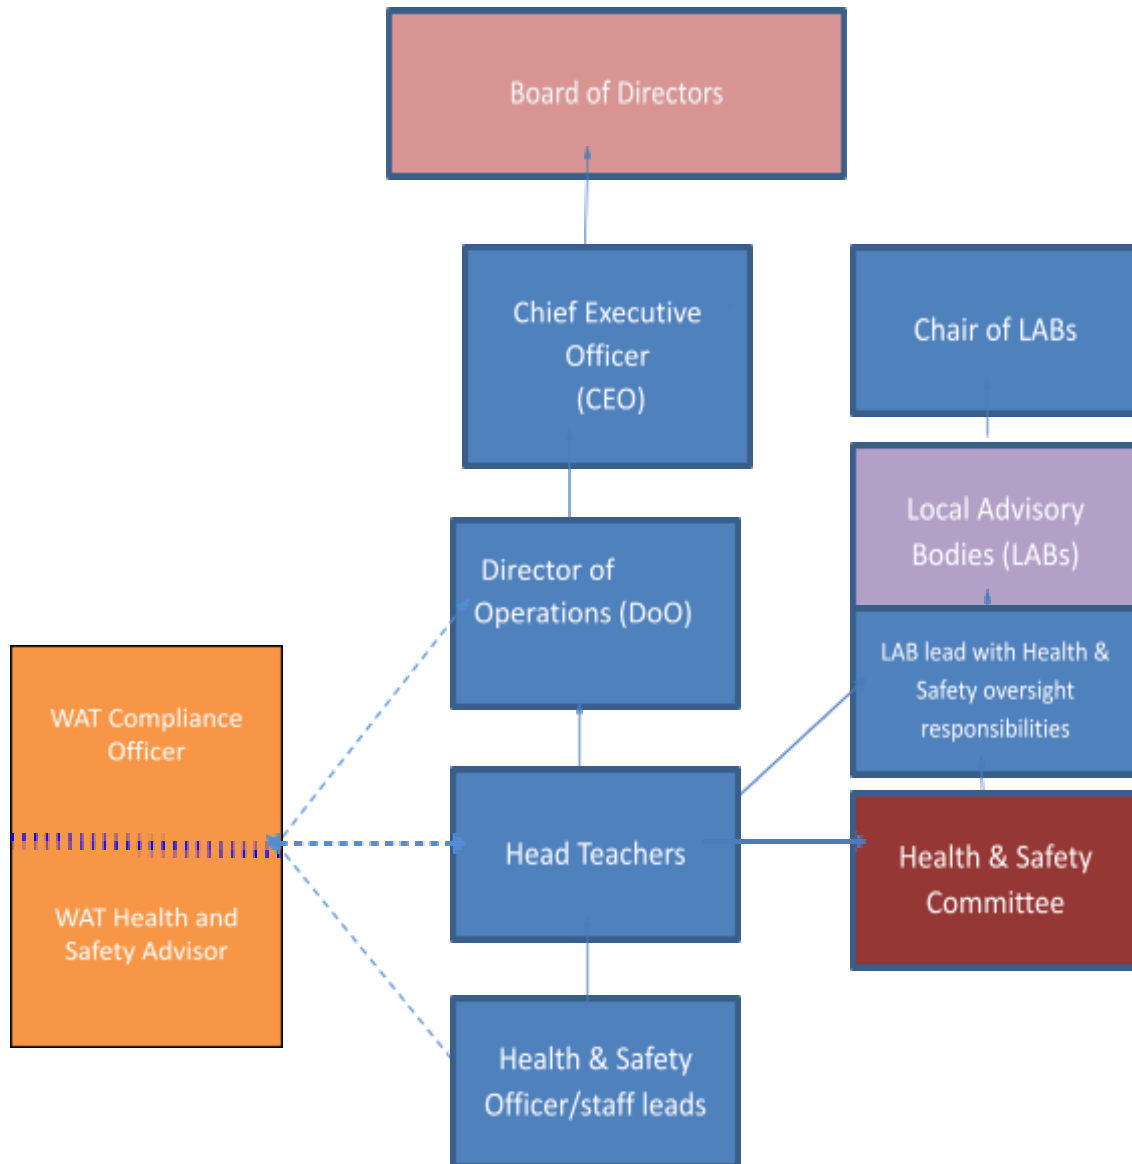 Board of Directors
Chief Executive
Officer
(CEO)
Chair of LABs
Local Advisory
Bodies (LABs)
Director of
Operations (DoO)
LAB lead with Health &
Safety oversight
responsibilities
WAT Compliance
Officer
WAT Health and
Safety Advisor
Head Teachers
Health & Safety
Committee
Health & Safety
Officer/staff leads